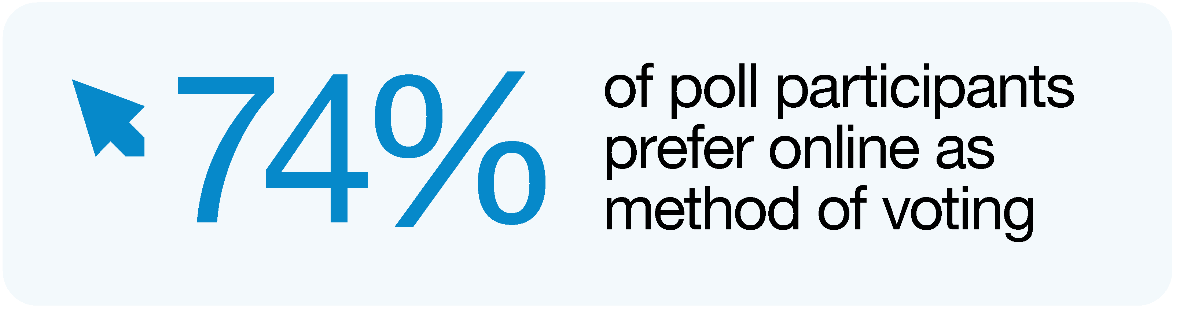 74%
of poll participants
prefer online as
method of voting